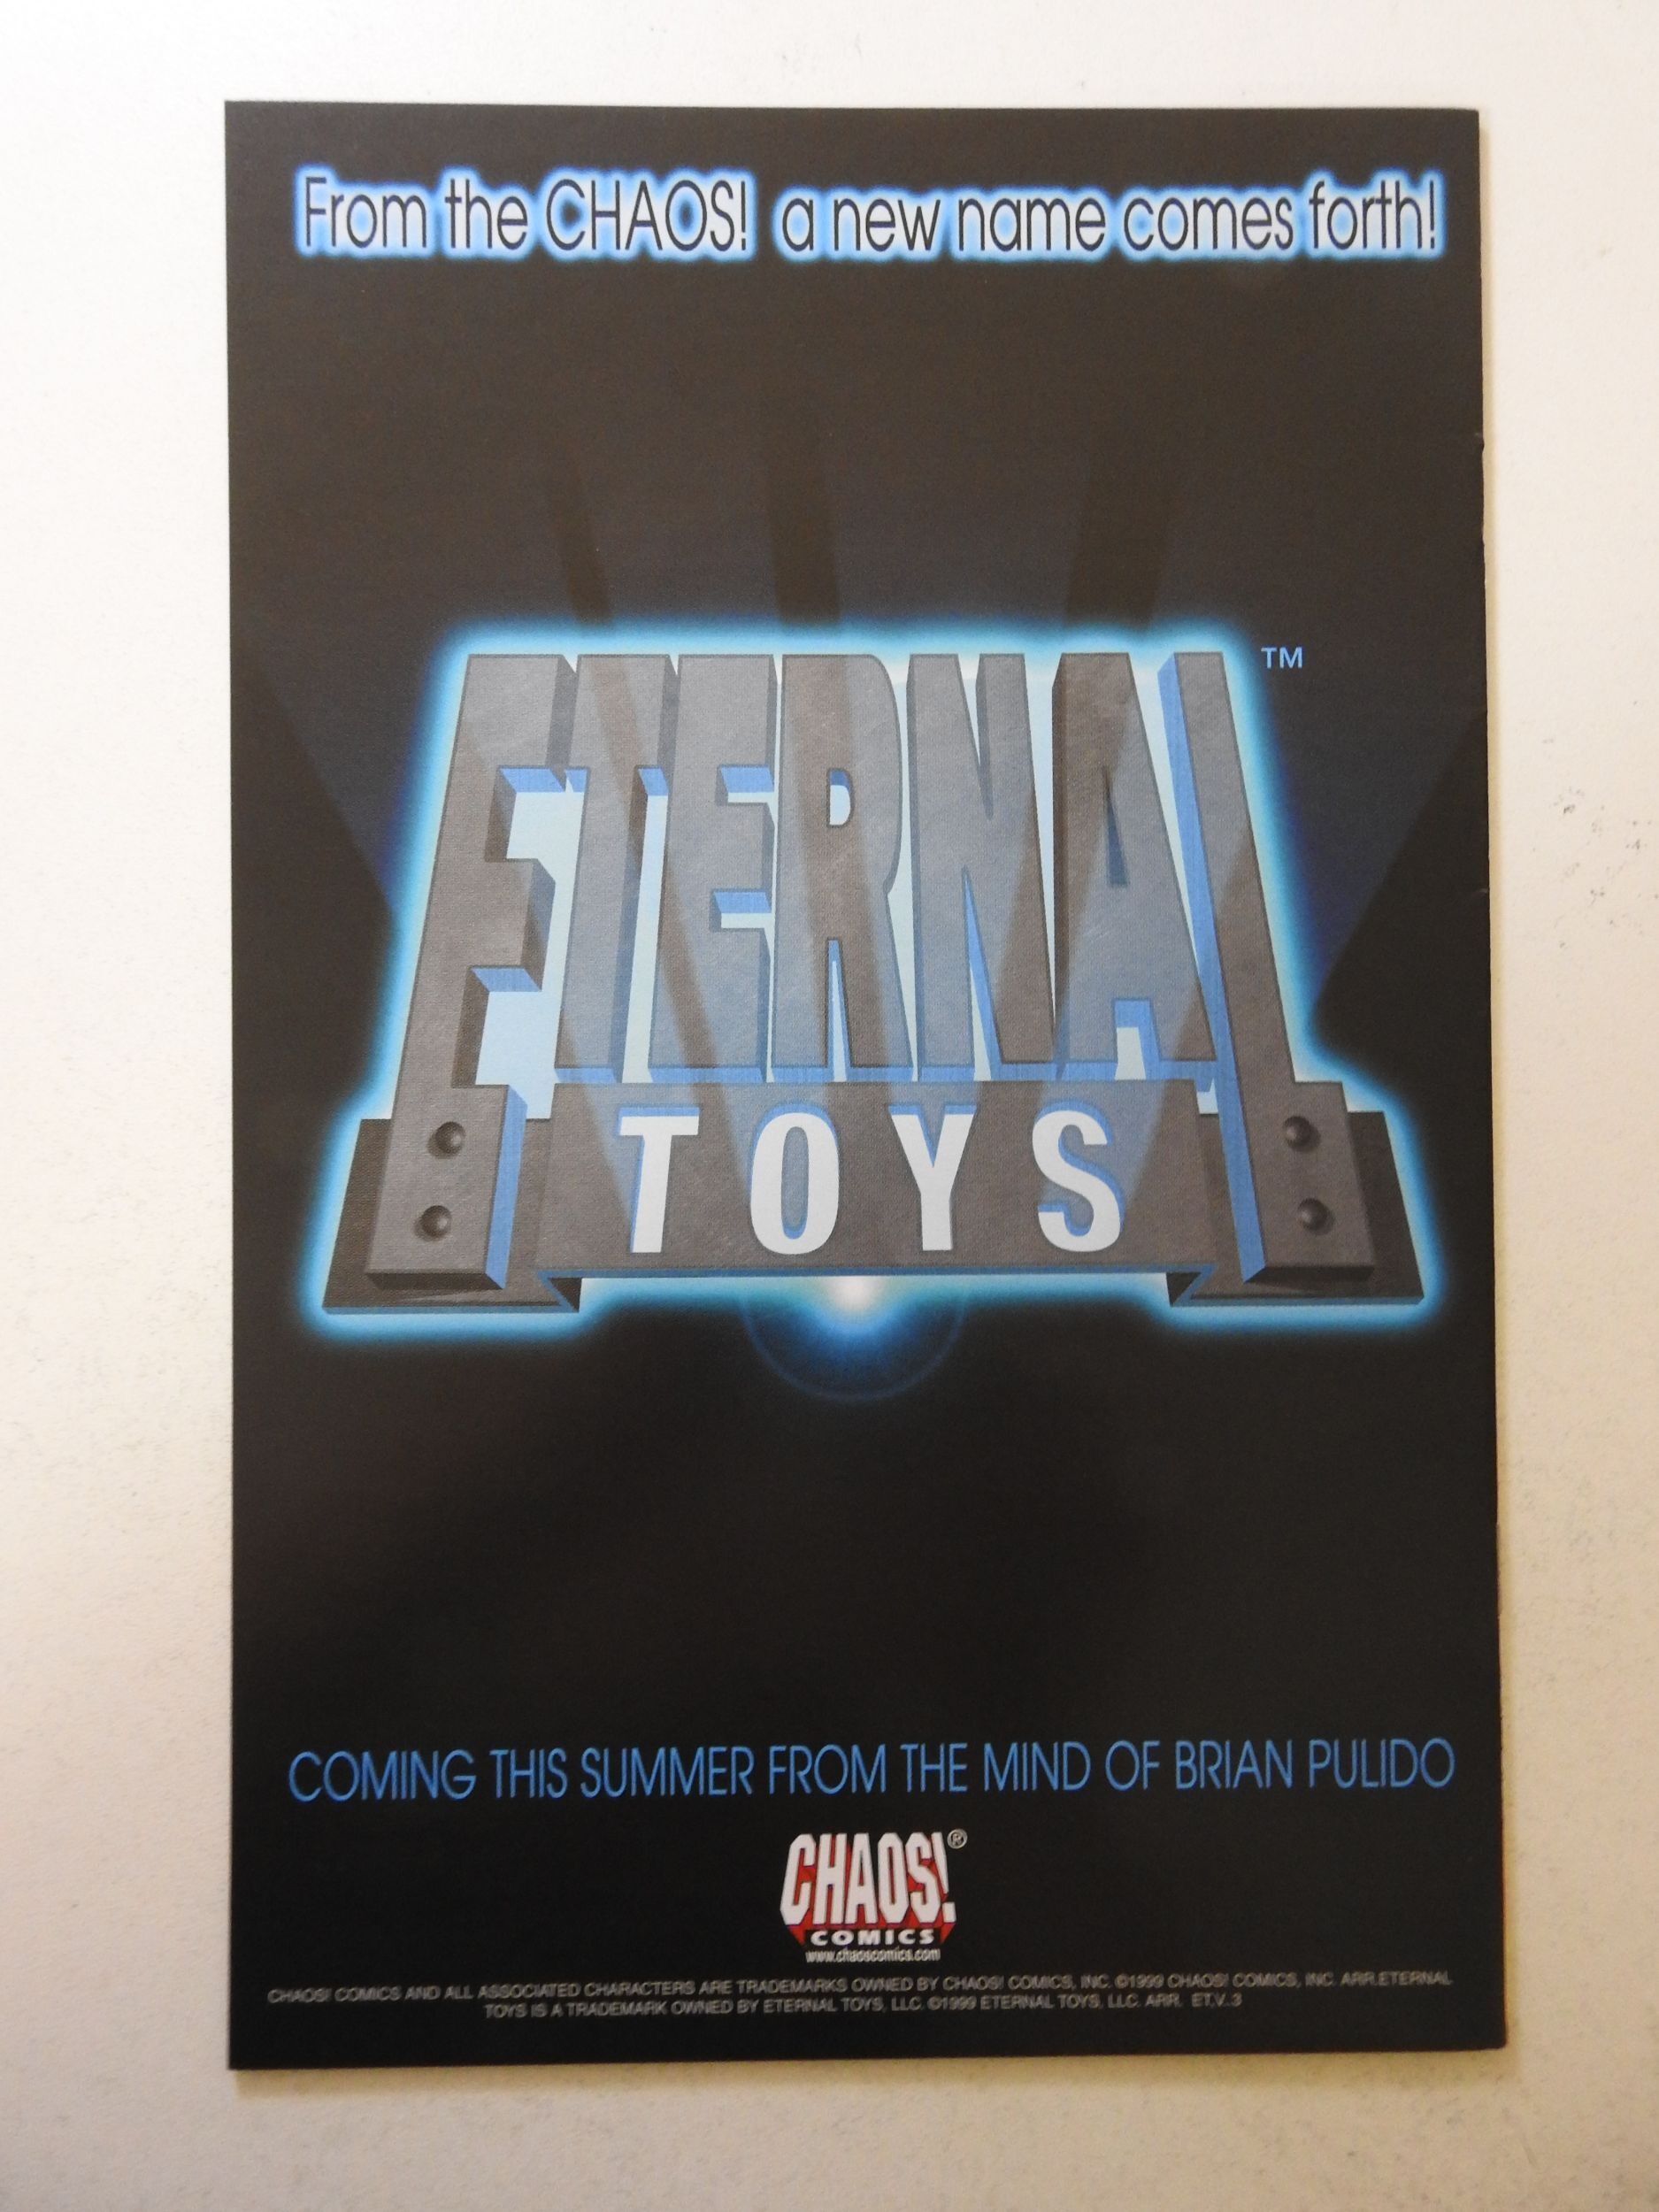 From the CHAOS! a new name comes forth!
ETERNAL ™
TOYS
COMING THIS SUMMER FROM THE MIND OF BRIAN PULIDO
CHAOS! ®
COMICS
www.chaoscomics.com
CHAOS! COMICS AND ALL ASSOCIATED CHARACTERS ARE TRADEMARKS OWNED BY CHAOS! COMICS, INC. ©1999 CHAOS! COMICS, INC. ARR.ETERNAL
TOYS IS A TRADEMARK OWNED BY ETERNAL TOYS, LLC. ©1999 ETERNAL TOYS, LLC. ARR. ET.V..3